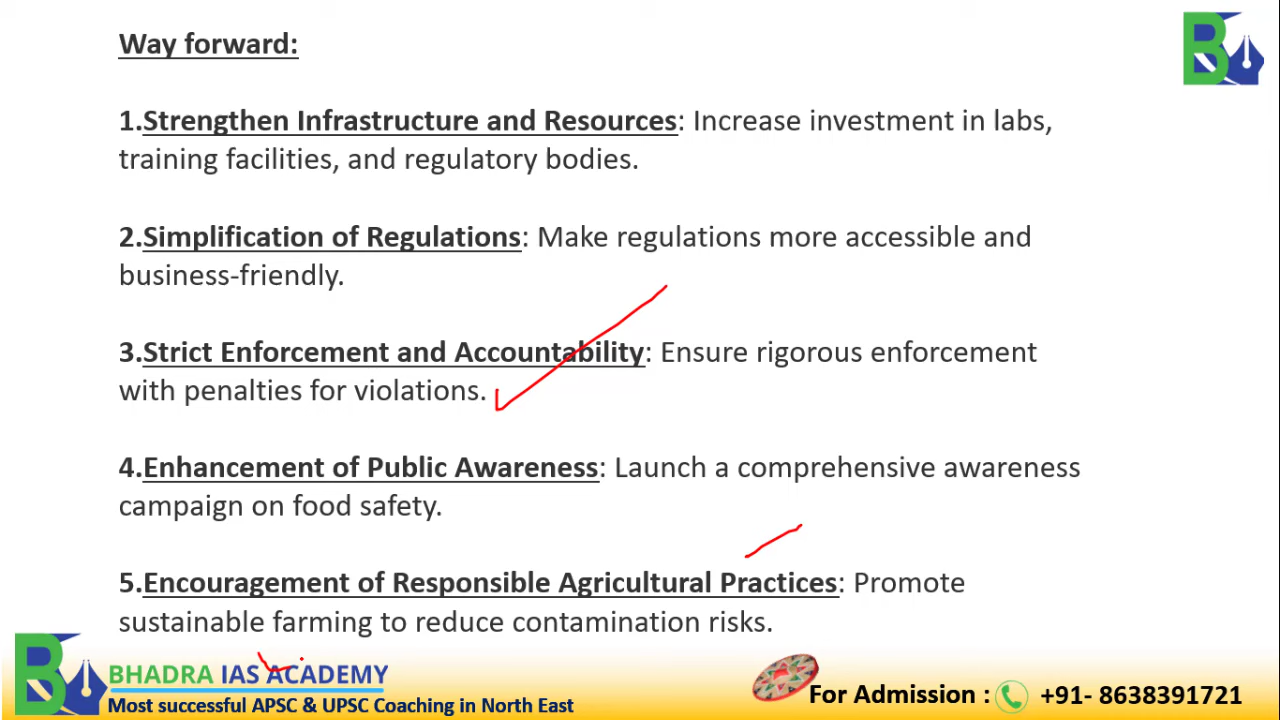 Way forward:
1.Strengthen Infrastructure and Resources: Increase investment in labs,
training facilities, and regulatory bodies.
2.Simplification of Regulations: Make regulations more accessible and
business-friendly.
3.Strict Enforcement and Accountability: Ensure rigorous enforcement
with penalties for violations.
4.Enhancement of Public Awareness: Launch a comprehensive awareness
campaign on food safety.
5.Encouragement of Responsible Agricultural Practices: Promote
sustainable farming to reduce contamination risks.
BHADRA IAS ACADEMY
Most successful APSC & UPSC Coaching in North East
For Admission : +91- 8638391721